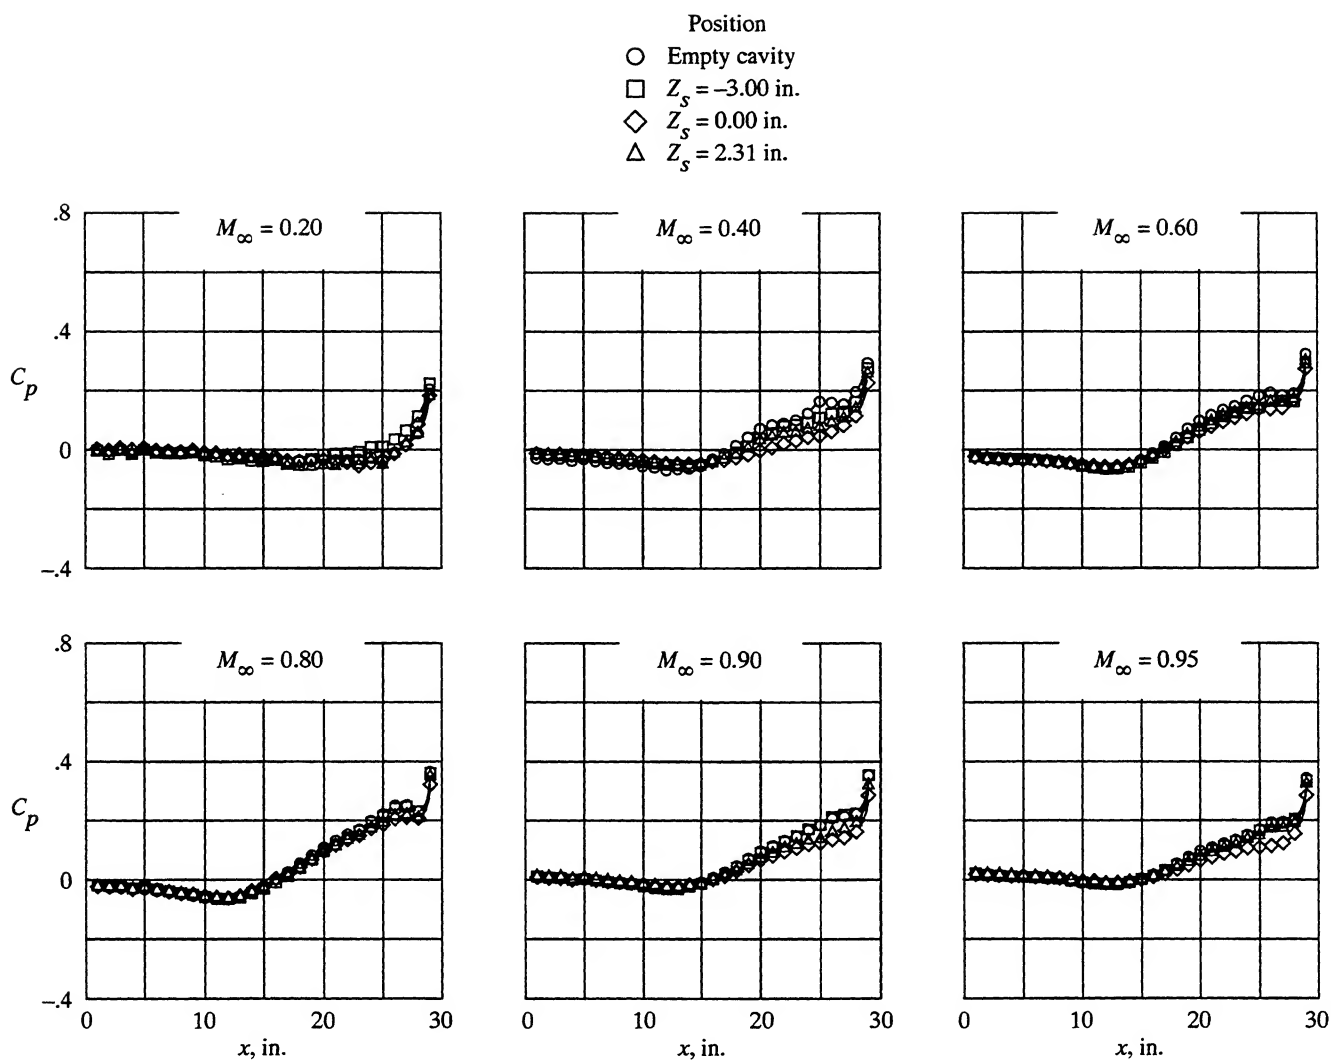 Position
Empty cavity
Z_s = –3.00 in.
Z_s = 0.00 in.
Z_s = 2.31 in.
M_∞ = 0.20
M_∞ = 0.40
M_∞ = 0.60
.8
.4
C_p
0
–.4
M_∞ = 0.80
M_∞ = 0.90
M_∞ = 0.95
.8
.4
C_p
0
–.4
0 10 20 30
0 10 20 30
0 10 20 30
x, in.
x, in.
x, in.